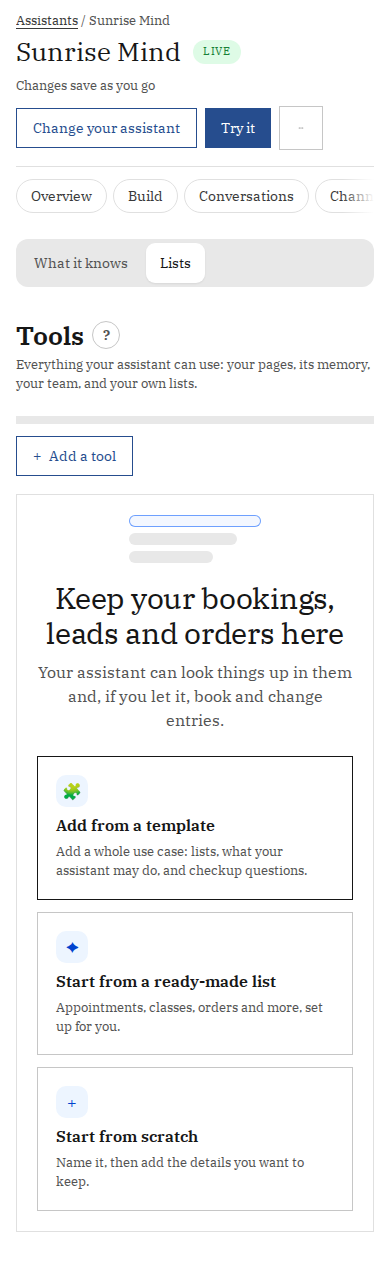 Assistants / Sunrise Mind
Sunrise Mind LIVE
Changes save as you go
Change your assistant Try it
Overview Build Conversations Chann
What it knows Lists
Tools ?
Everything your assistant can use: your pages, its memory,
your team, and your own lists.
+ Add a tool
Keep your bookings,
leads and orders here
Your assistant can look things up in them
and, if you let it, book and change
entries.
Add from a template
Add a whole use case: lists, what your
assistant may do, and checkup questions.
Start from a ready-made list
Appointments, classes, orders and more, set
up for you.
+
Start from scratch
Name it, then add the details you want to
keep.